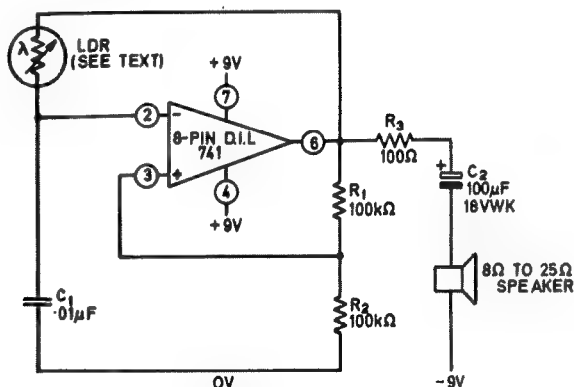 λ
LDR
(SEE TEXT)
+9V
7
2
-
8-PIN D.I.L
741
6
3
+
4
+9V
R3
100Ω
+
C2
100µF
18VWK
R1
100kΩ
8Ω TO 25Ω
SPEAKER
C1
·01µF
R2
100kΩ
0V
-9V